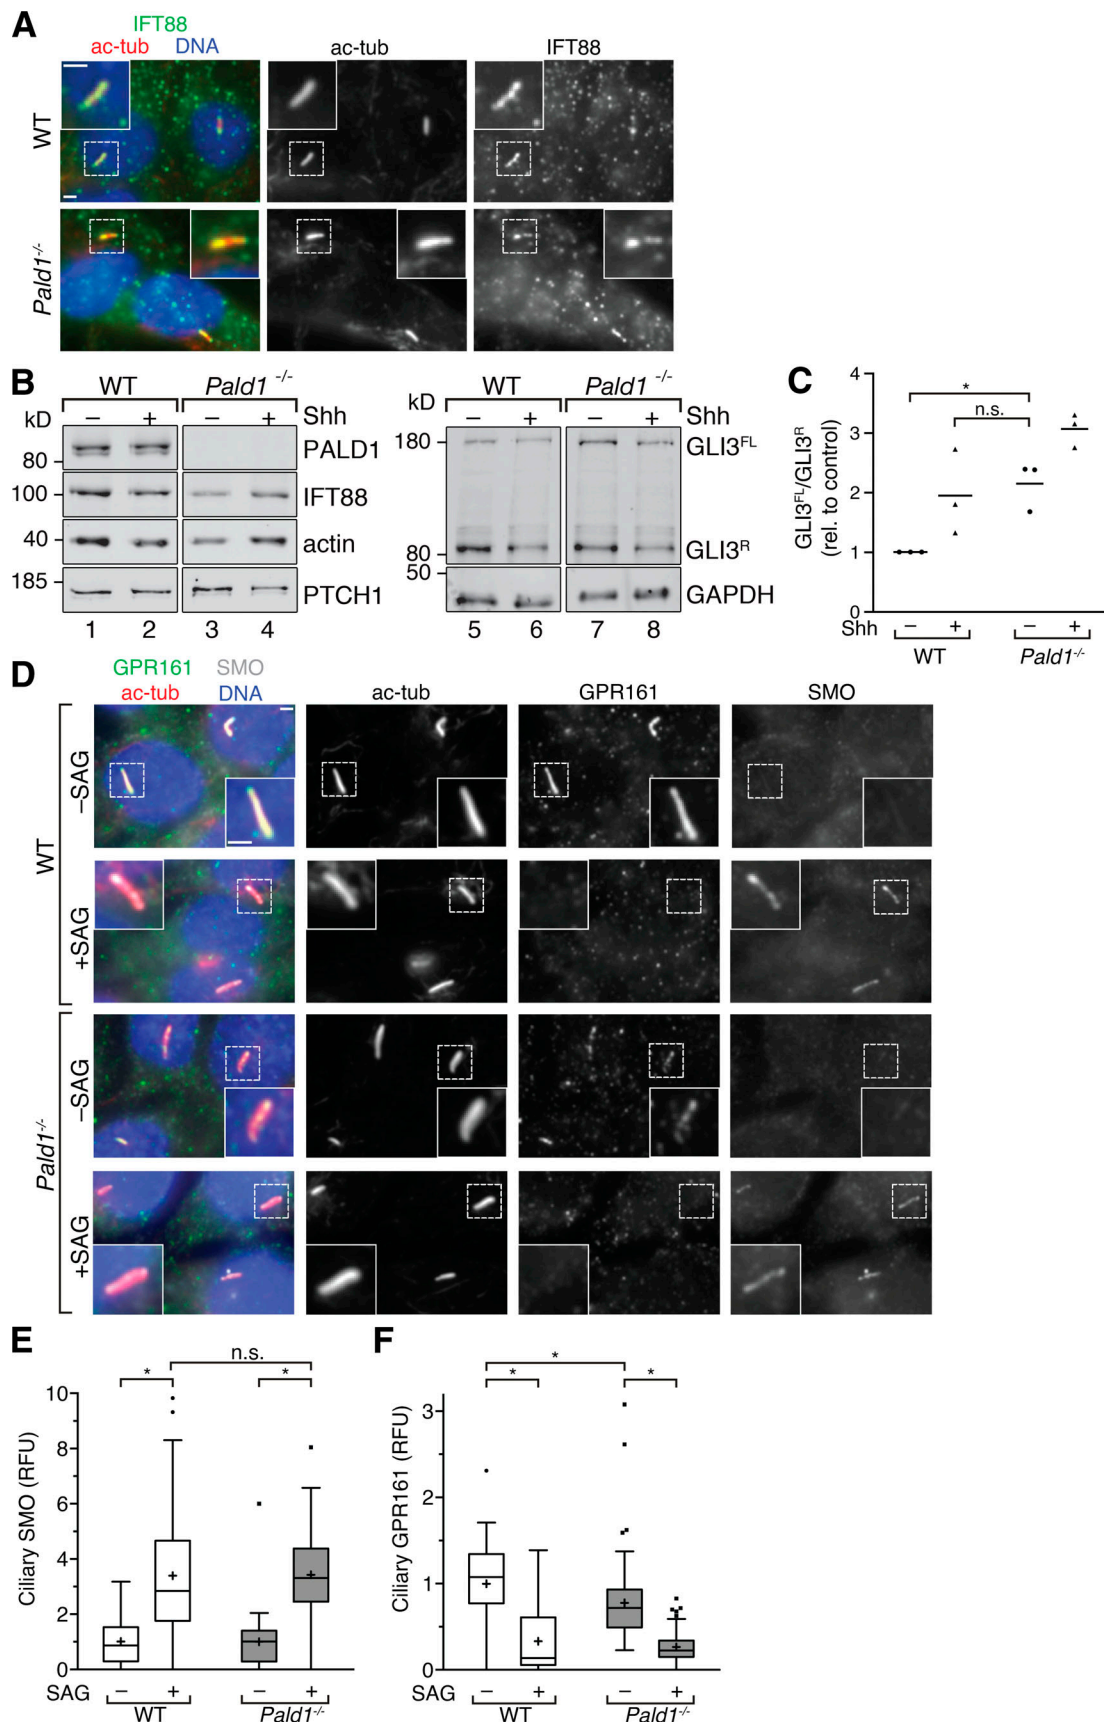 A
IFT88
ac-tub DNA
ac-tub
IFT88
WT
Pald1-/-
B
WT Pald1 -/-
kD − + − + Shh
PALD1
80
100 IFT88
40 actin
185 PTCH1
1 2 3 4
WT Pald1 -/-
kD − + − + Shh
180 GLI3FL
80 GLI3R
50 GAPDH
5 6 7 8
C
GLI3FL/GLI3R
(rel. to control)
4
3
2
1
0
*
n.s.
Shh − + − +
WT Pald1-/-
D
GPR161 SMO
ac-tub DNA
ac-tub GPR161 SMO
WT
−SAG
+SAG
Pald1-/-
−SAG
+SAG
E
Ciliary SMO (RFU)
10
8
6
4
2
0
n.s.
* *
SAG − + − +
WT Pald1-/-
F
Ciliary GPR161 (RFU)
3
2
1
0
*
* *
SAG − + − +
WT Pald1-/-